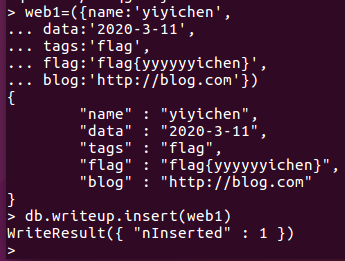 > web1=({name:'yiyichen',
... data:'2020-3-11',
... tags:'flag',
... flag:'flag{yyyyyyichen}',
... blog:'http://blog.com'})
{
        "name" : "yiyichen",
        "data" : "2020-3-11",
        "tags" : "flag",
        "flag" : "flag{yyyyyyichen}",
        "blog" : "http://blog.com"
}
> db.writeup.insert(web1)
WriteResult({ "nInserted" : 1 })
>